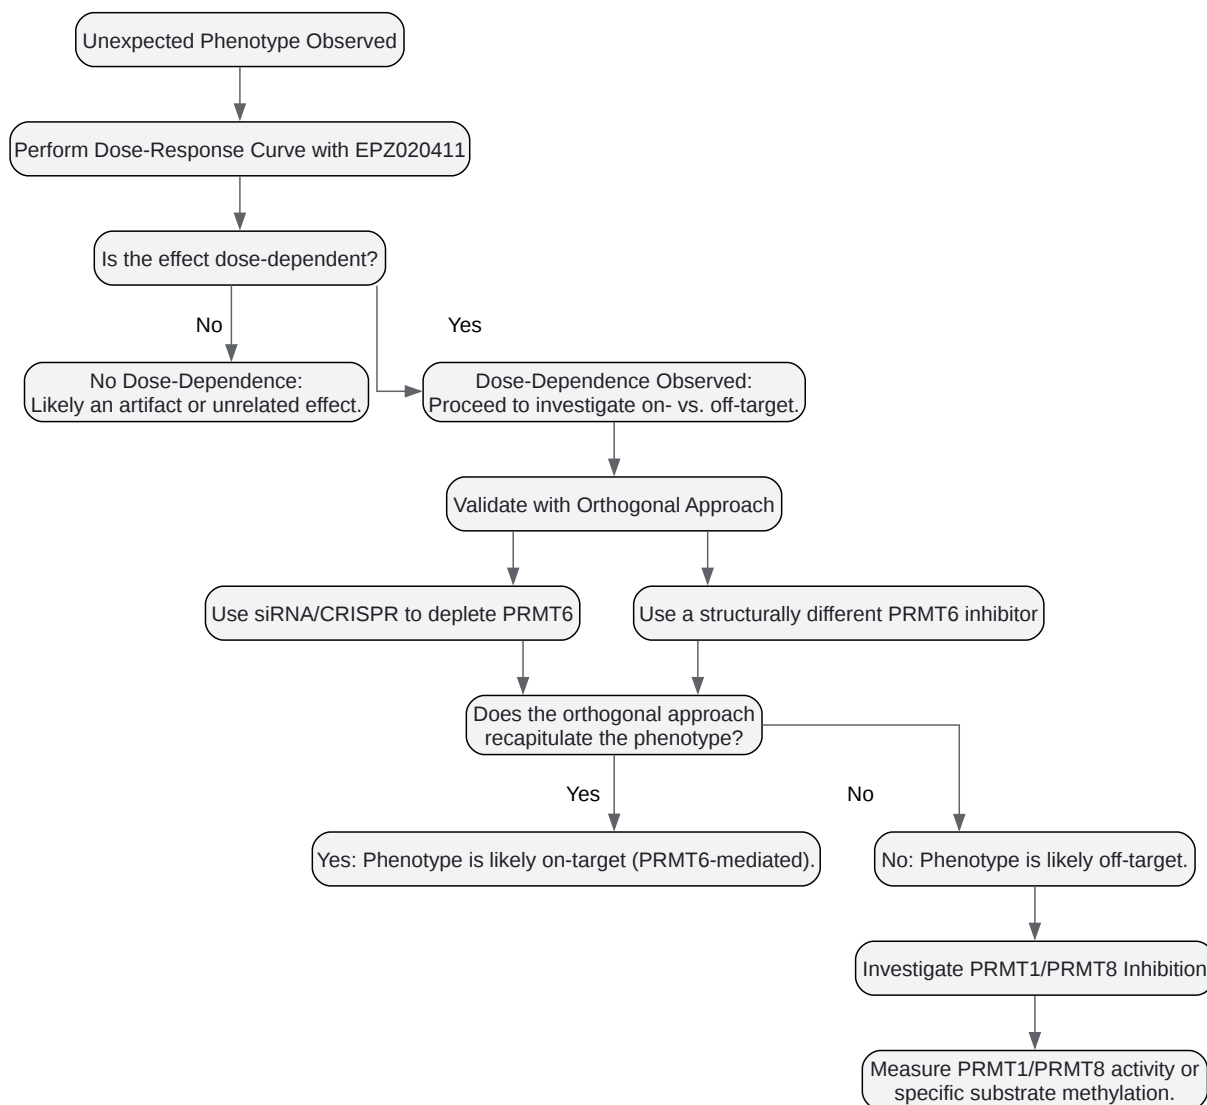 Unexpected Phenotype Observed
Perform Dose-Response Curve with EPZ020411
Is the effect dose-dependent?
No
Yes
No Dose-Dependence:
Likely an artifact or unrelated effect.
Dose-Dependence Observed:
Proceed to investigate on- vs. off-target.
Validate with Orthogonal Approach
Use siRNA/CRISPR to deplete PRMT6
Use a structurally different PRMT6 inhibitor
Does the orthogonal approach
recapitulate the phenotype?
Yes
No
Yes: Phenotype is likely on-target (PRMT6-mediated).
No: Phenotype is likely off-target.
Investigate PRMT1/PRMT8 Inhibition
Measure PRMT1/PRMT8 activity or
specific substrate methylation.